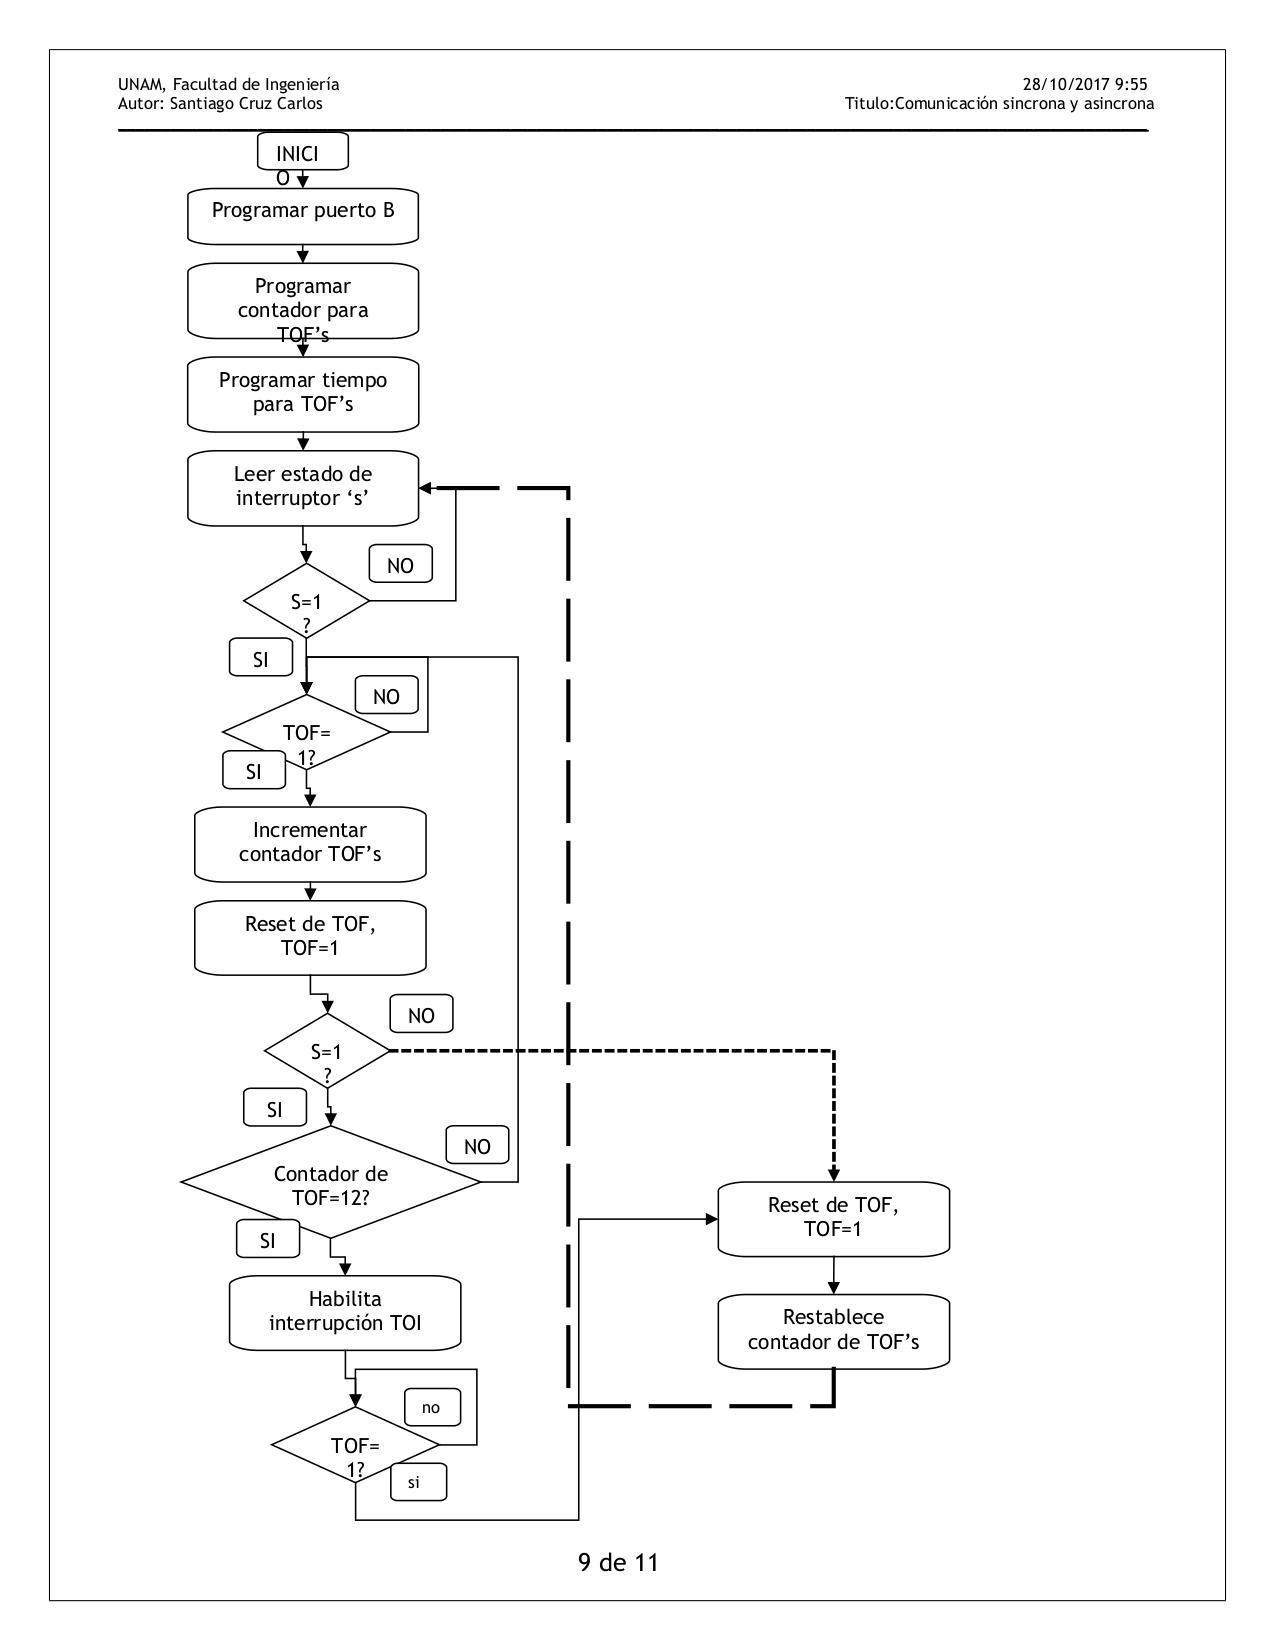 UNAM, Facultad de Ingeniería
28/10/2017 9:55
Autor: Santiago Cruz Carlos
Titulo:Comunicación sincrona y asincrona
INICI
O
Programar puerto B
Programar
contador para
TOF’s
Programar tiempo
para TOF’s
Leer estado de
interruptor ‘s’
NO
S=1
?
SI
NO
TOF=
1?
SI
Incrementar
contador TOF’s
Reset de TOF,
TOF=1
NO
S=1
?
SI
NO
Contador de
TOF=12?
SI
Reset de TOF,
TOF=1
Habilita
interrupción TOI
Restablece
contador de TOF’s
no
TOF=
1?
si
9 de 11